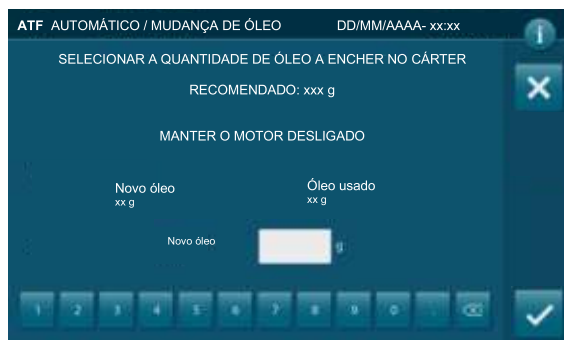 ATF AUTOMÁTICO / MUDANÇA DE ÓLEO DD/MM/AAAA- xx:xx
i
SELECIONAR A QUANTIDADE DE ÓLEO A ENCHER NO CÁRTER
RECOMENDADO: xxx g
MANTER O MOTOR DESLIGADO
Novo óleo Óleo usado
xx g xx g
Novo óleo g
1 2 3 4 5 6 7 8 9 0 .